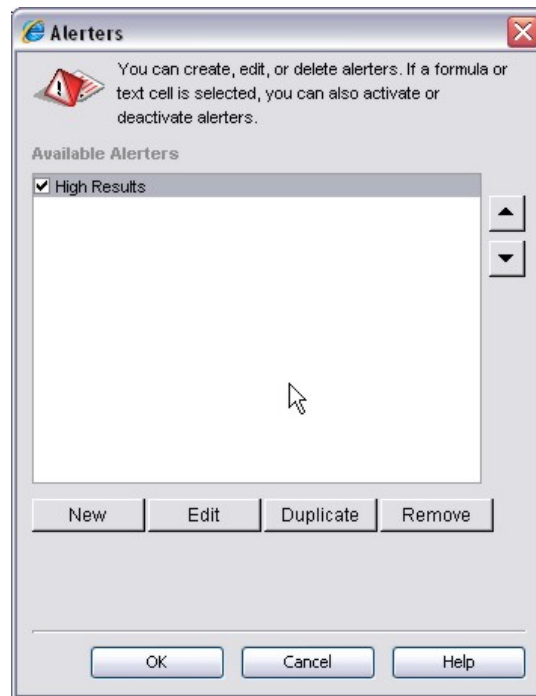 Alerters
You can create, edit, or delete alerters. If a formula or
text cell is selected, you can also activate or
deactivate alerters.
Available Alerters
High Results
New Edit Duplicate Remove
OK Cancel Help